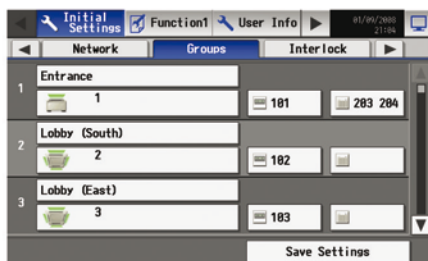 Initial Settings Function1 User Info 01/09/2008 21:04
Network Groups Interlock
Entrance
1 1 101 203 204
Lobby (South)
2 2 102
Lobby (East)
3 3 103
Save Settings